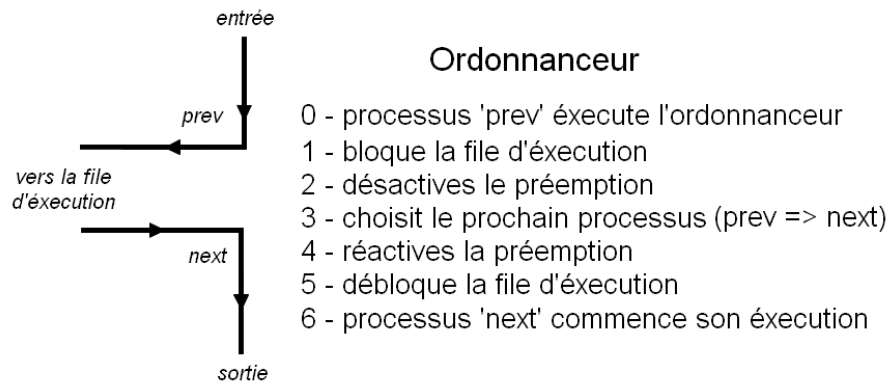 entrée
prev
vers la file
d'éxecution
next
sortie
Ordonnanceur
0 - processus 'prev' éxecute l'ordonnanceur
1 - bloque la file d'éxecution
2 - désactives le préemption
3 - choisit le prochain processus (prev => next)
4 - réactives la préemption
5 - débloque la file d'éxecution
6 - processus 'next' commence son éxecution